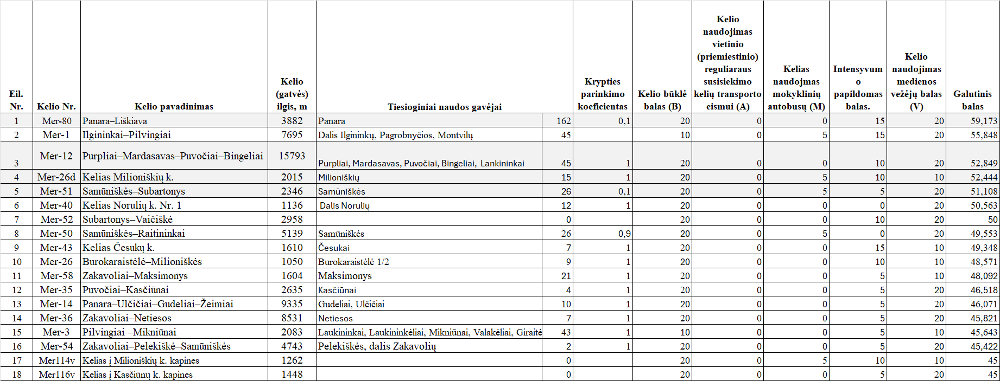 Eil. Nr. | Kelio Nr. | Kelio pavadinimas | Kelio (gatvės) ilgis, m | Tiesioginiai naudos gavėjai | | Krypties parinkimo koeficientas | Kelio būklė balas (B) | Kelio naudojimas vietinio (priemiestinio) reguliaraus susisiekimo kelių transporto eismui (A) | Kelias naudojmas mokyklinių autobusų (M) | Intensyvumo papildomas balas. | Kelio naudojimas medienos vežėjų balas (V) | Galutinis balas
1 | Mer-80 | Panara–Liškiava | 3882 | Panara | 162 | 0,1 | 20 | 0 | 0 | 15 | 20 | 59,173
2 | Mer-1 | Ilgininkai–Pilvingiai | 7695 | Dalis Ilgininkų, Pagrobnyčios, Montvilų | 45 | | 10 | 0 | 5 | 15 | 20 | 55,848
3 | Mer-12 | Purpliai–Mardasavas–Puvočiai–Bingeliai | 15793 | Purpliai, Mardasavas, Puvočiai, Bingeliai, Lankininkai | 45 | 1 | 20 | 0 | 0 | 10 | 20 | 52,849
4 | Mer-26d | Kelias Milioniškių k. | 2015 | Milioniškių | 15 | 1 | 20 | 0 | 5 | 10 | 10 | 52,444
5 | Mer-51 | Samūniškės–Subartonys | 2346 | Samūniškės | 26 | 0,1 | 20 | 0 | 5 | 5 | 20 | 51,108
6 | Mer-40 | Kelias Norulių k. Nr. 1 | 1136 | Dalis Norulių | 12 | 1 | 20 | 0 | 0 | 0 | 20 | 50,563
7 | Mer-52 | Subartonys–Vaičiškė | 2958 | | 0 | | 20 | 0 | 0 | 10 | 20 | 50
8 | Mer-50 | Samūniškės–Raitininkai | 5139 | Samūniškės | 26 | 0,9 | 20 | 0 | 5 | 0 | 20 | 49,553
9 | Mer-43 | Kelias Česukų k. | 1610 | Česukai | 7 | 1 | 20 | 0 | 0 | 15 | 10 | 49,348
10 | Mer-26 | Burokaraistėlė–Milioniškės | 1050 | Burokaraistėlė 1/2 | 9 | 1 | 20 | 0 | 0 | 10 | 10 | 48,571
11 | Mer-58 | Zakavoliai–Maksimonys | 1604 | Maksimonys | 21 | 1 | 20 | 0 | 0 | 5 | 10 | 48,092
12 | Mer-35 | Puvočiai–Kasčiūnai | 2635 | Kasčiūnai | 4 | 1 | 20 | 0 | 0 | 5 | 20 | 46,518
13 | Mer-14 | Panara–Ulčičiai–Gudeliai–Žeimiai | 9335 | Gudeliai, Ulčičiai | 10 | 1 | 20 | 0 | 0 | 5 | 20 | 46,071
14 | Mer-36 | Zakavoliai–Netiesos | 8531 | Netiesos | 7 | 1 | 20 | 0 | 0 | 5 | 20 | 45,821
15 | Mer-3 | Pilvingiai –Mikniūnai | 2083 | Laukininkai, Laukininkėliai, Mikniūnai, Valakėliai, Giraitė | 43 | 1 | 10 | 0 | 0 | 5 | 10 | 45,643
16 | Mer-54 | Zakavoliai–Pelekiškė–Samūniškės | 4743 | Pelekiškės, dalis Zakavolių | 2 | 1 | 20 | 0 | 0 | 5 | 20 | 45,422
17 | Mer114v | Kelias į Milioniškių k. kapines | 1262 | | 0 | | 20 | 0 | 5 | 10 | 10 | 45
18 | Mer116v | Kelias į Kasčiūnų k. kapines | 1448 | | 0 | | 20 | 0 | 0 | 5 | 20 | 45